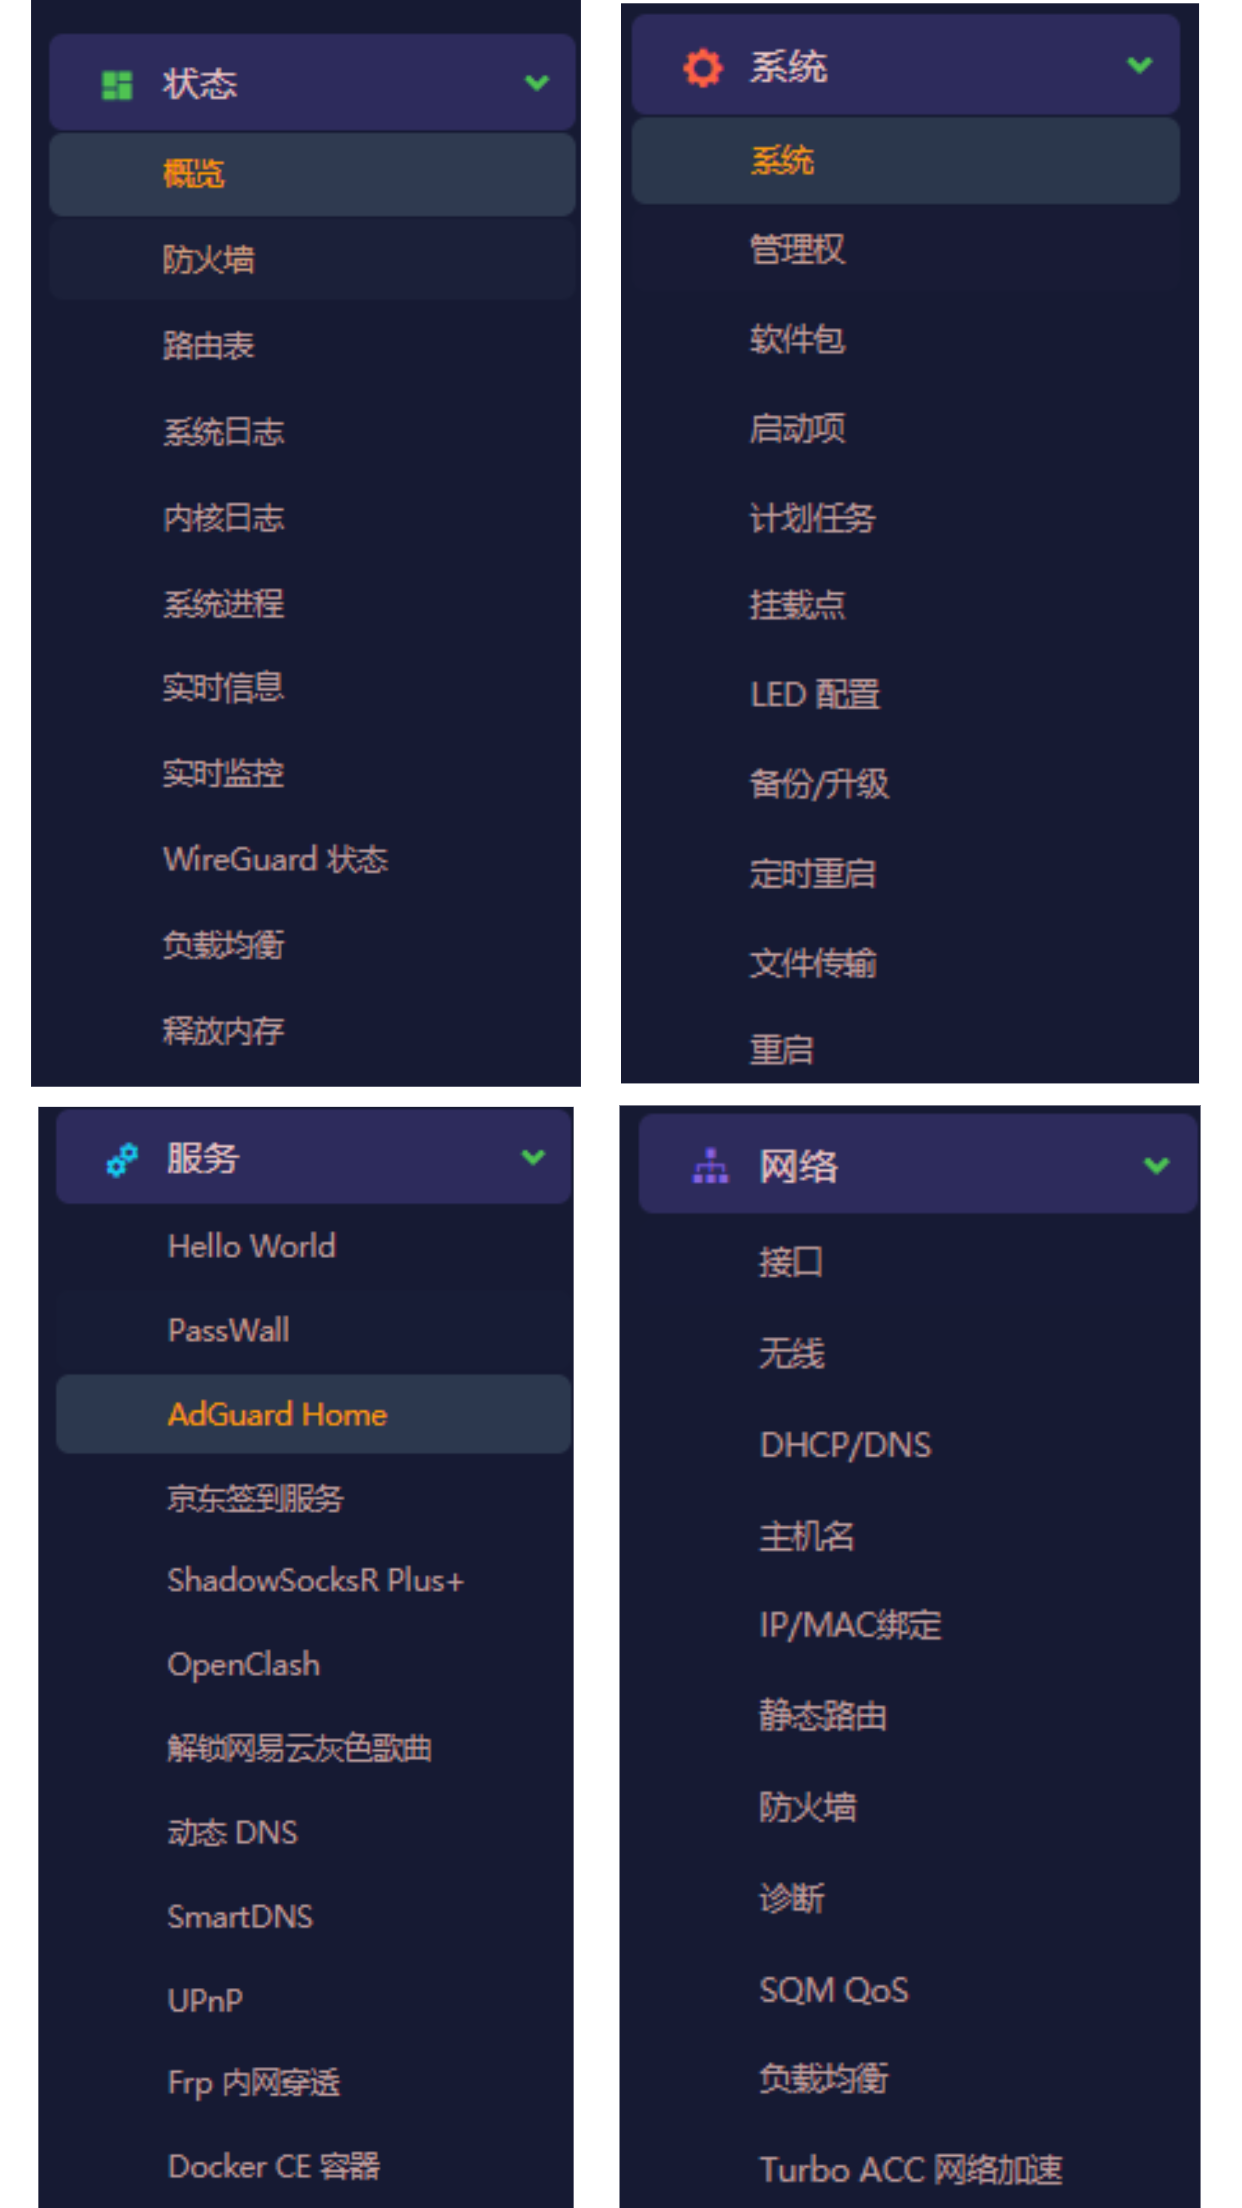 状态
概览
防火墙
路由表
系统日志
内核日志
系统进程
实时信息
实时监控
WireGuard 状态
负载均衡
释放内存
系统
系统
管理权
软件包
启动项
计划任务
挂载点
LED 配置
备份/升级
定时重启
文件传输
重启
服务
Hello World
PassWall
AdGuard Home
京东签到服务
ShadowSocksR Plus+
OpenClash
解锁网易云灰色歌曲
动态 DNS
SmartDNS
UPnP
Frp 内网穿透
Docker CE 容器
网络
接口
无线
DHCP/DNS
主机名
IP/MAC绑定
静态路由
防火墙
诊断
SQM QoS
负载均衡
Turbo ACC 网络加速